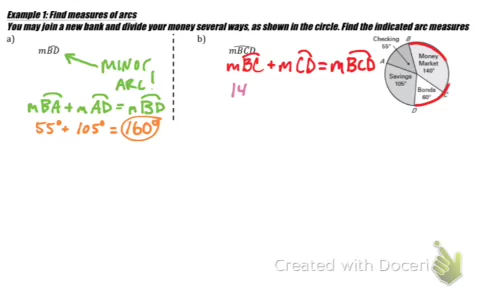 Example 1: Find measures of arcs
You may join a new bank and divide your money several ways, as shown in the circle. Find the indicated arc measures
a)
mBD
MINOR
ARC!
mBA + mAD = mBD
55° + 105° = 160°
b)
mBCD
mBC + mCD = mBCD
14
Checking
55°
B
A
Money
Market
140°
Savings
105°
Bonds
60°
C
D
Created with Doceri